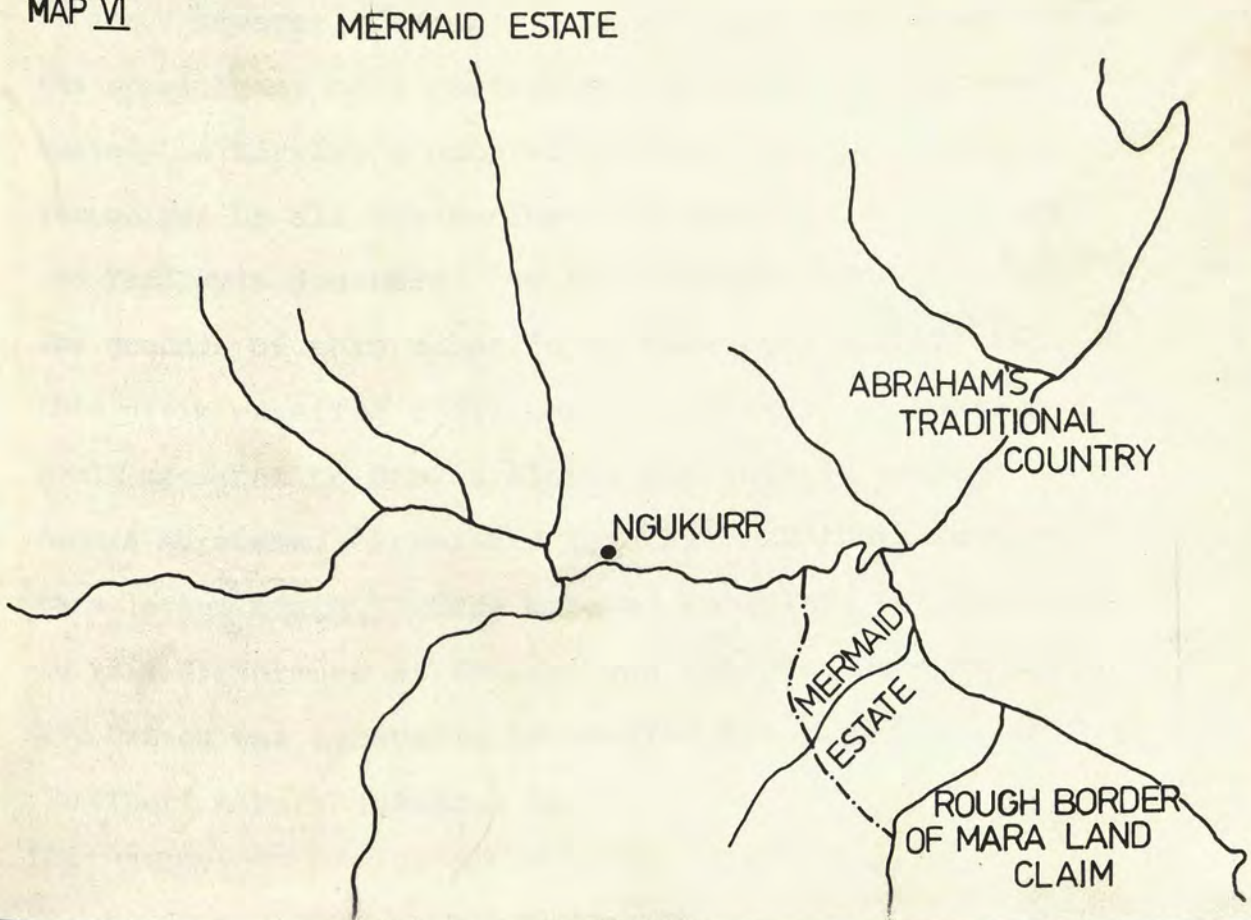 MAP VI
MERMAID ESTATE
ABRAHAM'S
TRADITIONAL
COUNTRY
NGUKURR
MERMAID
ESTATE
ROUGH BORDER
OF MARA LAND
CLAIM